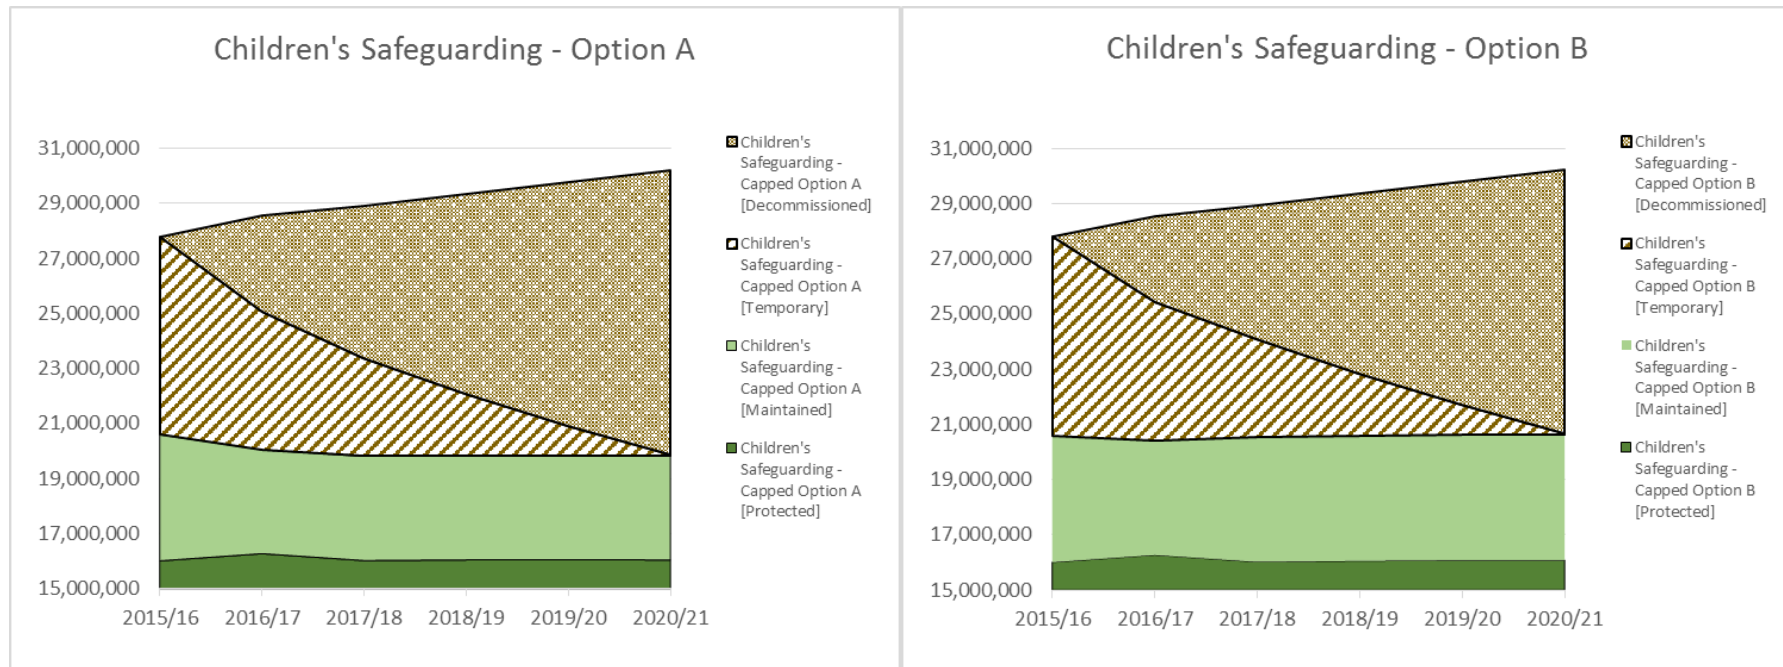 Children's Safeguarding - Option A
31,000,000
29,000,000
27,000,000
25,000,000
23,000,000
21,000,000
19,000,000
17,000,000
15,000,000
2015/16 2016/17 2017/18 2018/19 2019/20 2020/21
Children's
Safeguarding -
Capped Option A
[Decommissioned]
Children's
Safeguarding -
Capped Option A
[Temporary]
Children's
Safeguarding -
Capped Option A
[Maintained]
Children's
Safeguarding -
Capped Option A
[Protected]
Children's Safeguarding - Option B
31,000,000
29,000,000
27,000,000
25,000,000
23,000,000
21,000,000
19,000,000
17,000,000
15,000,000
2015/16 2016/17 2017/18 2018/19 2019/20 2020/21
Children's
Safeguarding -
Capped Option B
[Decommissioned]
Children's
Safeguarding -
Capped Option B
[Temporary]
Children's
Safeguarding -
Capped Option B
[Maintained]
Children's
Safeguarding -
Capped Option B
[Protected]